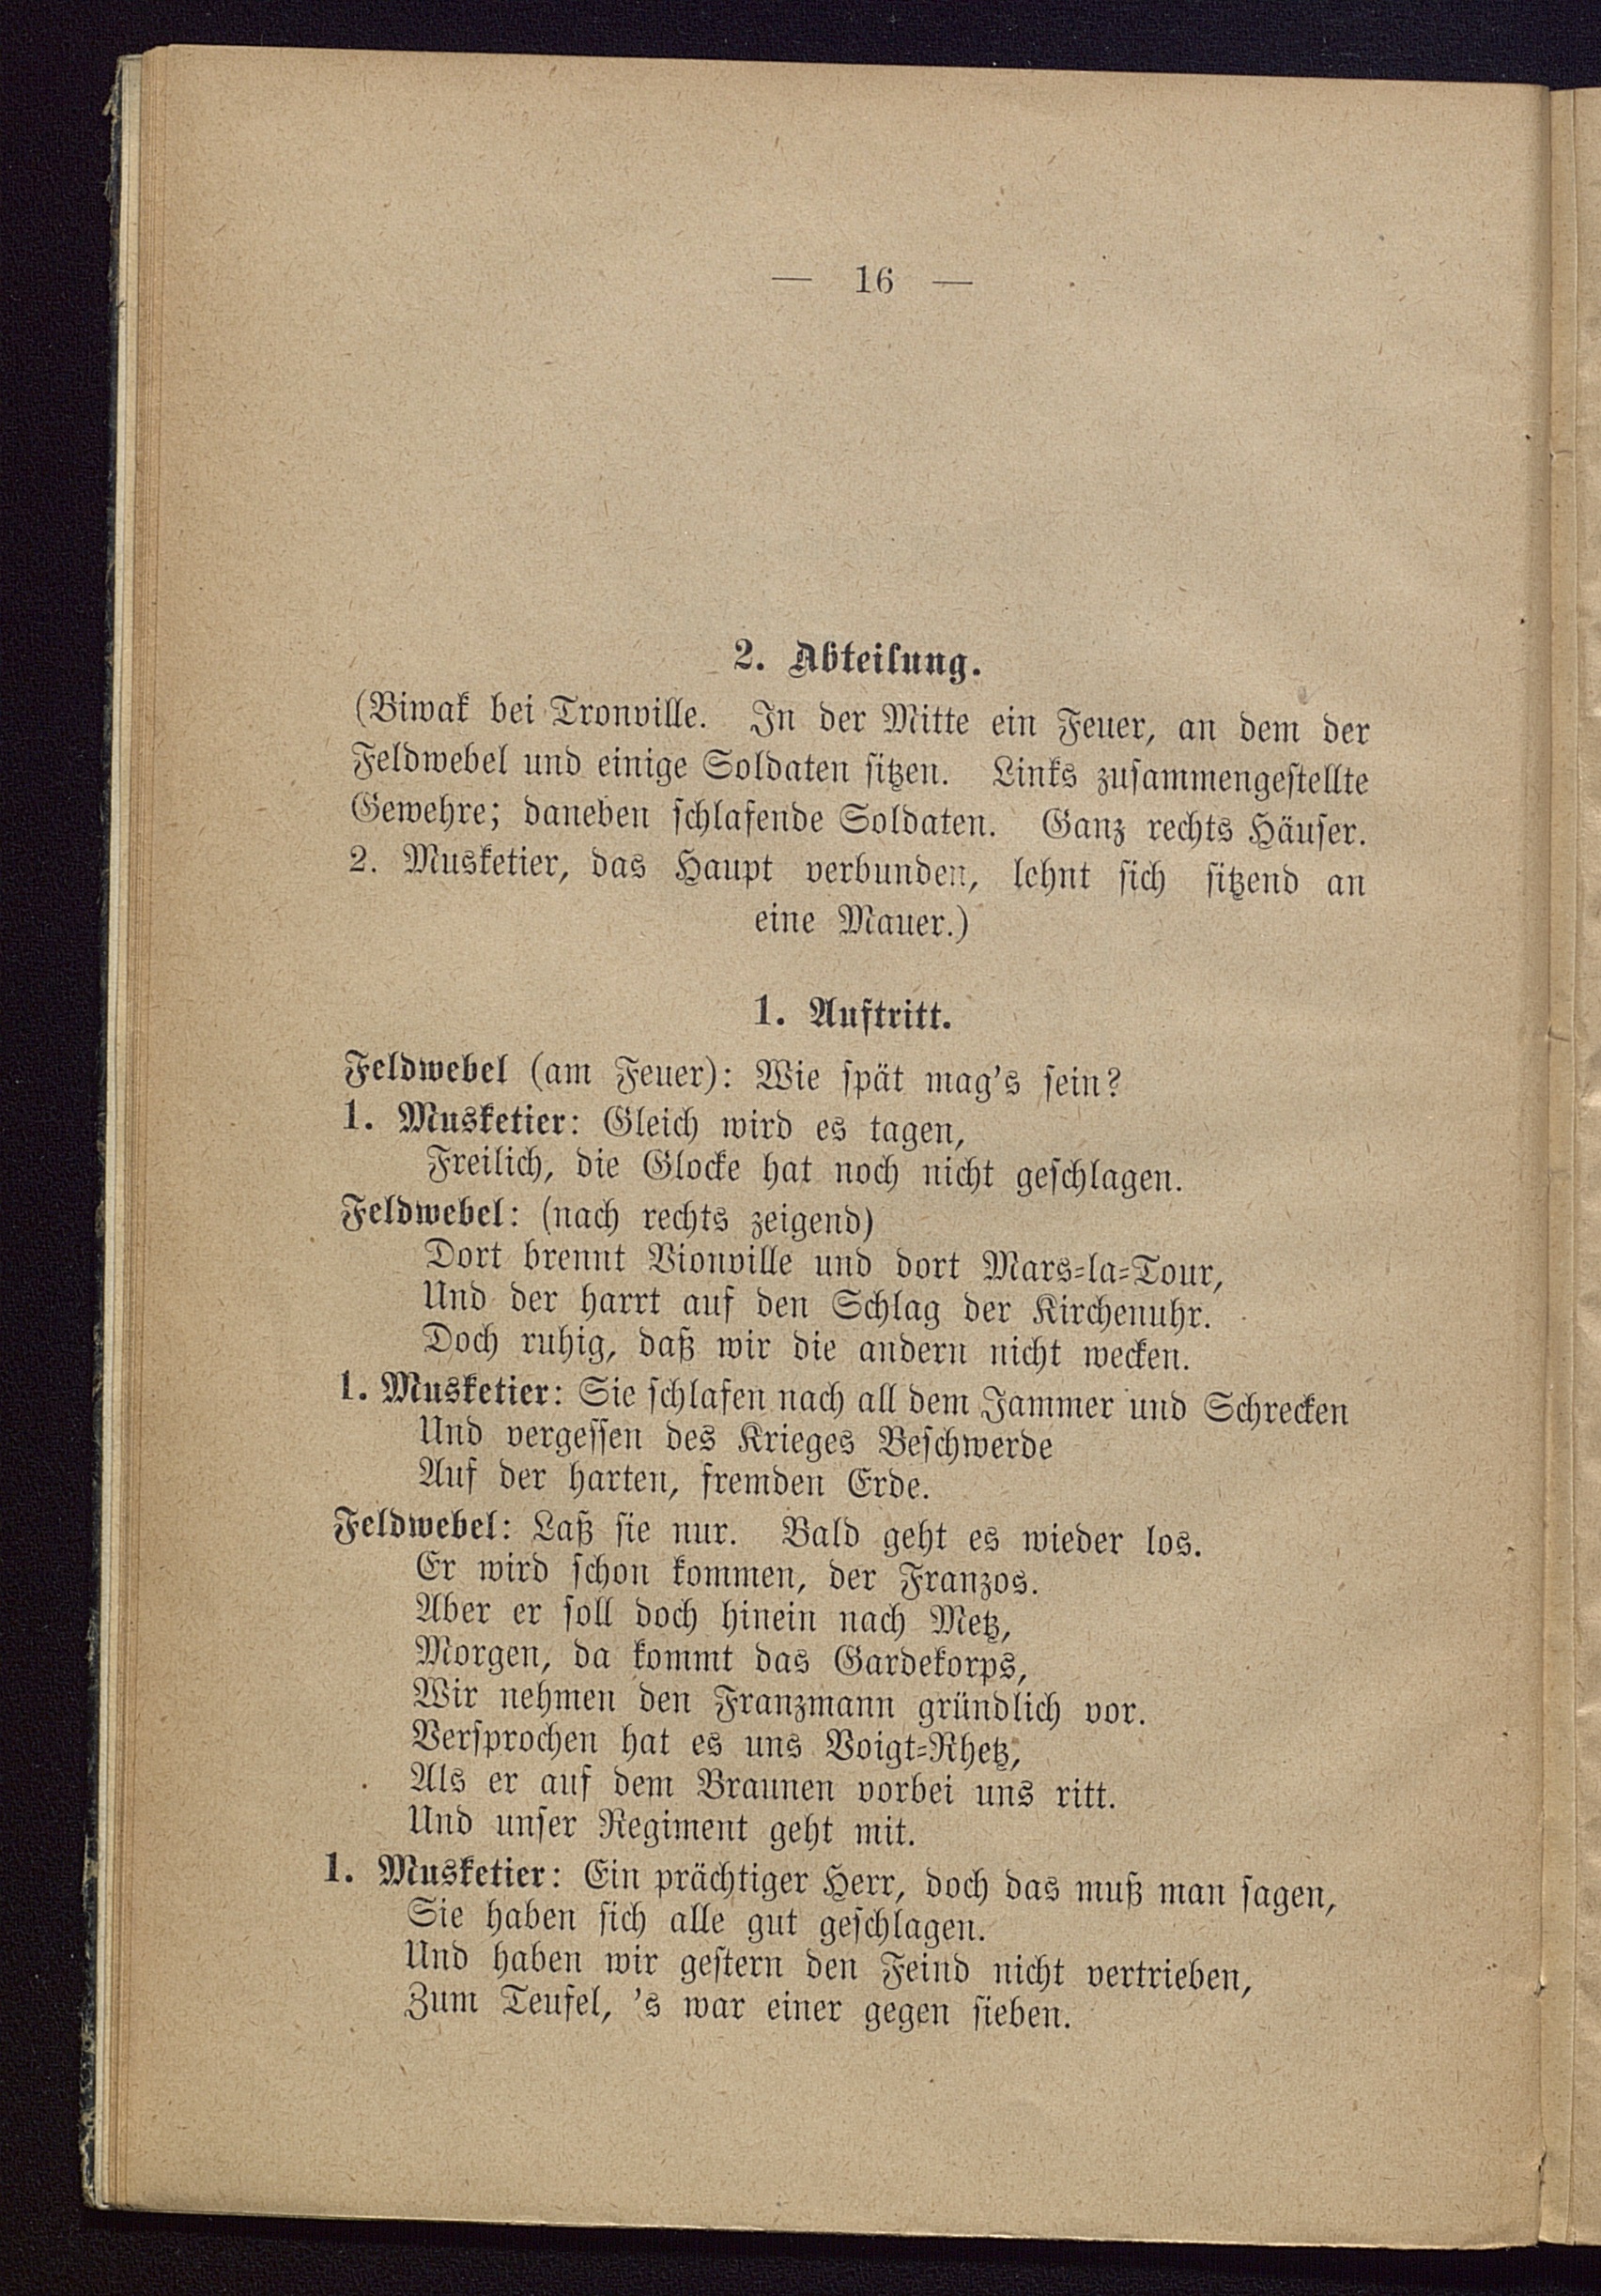 — 16 —
2. Abteilung.
(Biwak bei Tronville. In der Mitte ein Feuer, an dem der
Feldwebel und einige Soldaten sitzen. Links zusammengestellte
Gewehre; daneben schlafende Soldaten. Ganz rechts Häuser.
2. Musketier, das Haupt verbunden, lehnt sich sitzend an
eine Mauer.)
1. Auftritt.
Feldwebel (am Feuer): Wie spät mag's sein?
1. Musketier: Gleich wird es tagen,
Freilich, die Glocke hat noch nicht geschlagen.
Feldwebel: (nach rechts zeigend)
Dort brennt Vionville und dort Mars-la-Tour,
Und der harrt auf den Schlag der Kirchenuhr.
Doch ruhig, daß wir die andern nicht wecken.
1. Musketier: Sie schlafen nach all dem Jammer und Schrecken
Und vergessen des Krieges Beschwerde
Auf der harten, fremden Erde.
Feldwebel: Laß sie nur. Bald geht es wieder los.
Er wird schon kommen, der Franzos.
Aber er soll doch hinein nach Metz,
Morgen, da kommt das Gardekorps,
Wir nehmen den Franzmann gründlich vor.
Versprochen hat es uns Voigt-Rhetz,
Als er auf dem Braunen vorbei uns ritt.
Und unser Regiment geht mit.
1. Musketier: Ein prächtiger Herr, doch das muß man sagen,
Sie haben sich alle gut geschlagen.
Und haben wir gestern den Feind nicht vertrieben,
Zum Teufel, 's war einer gegen sieben.